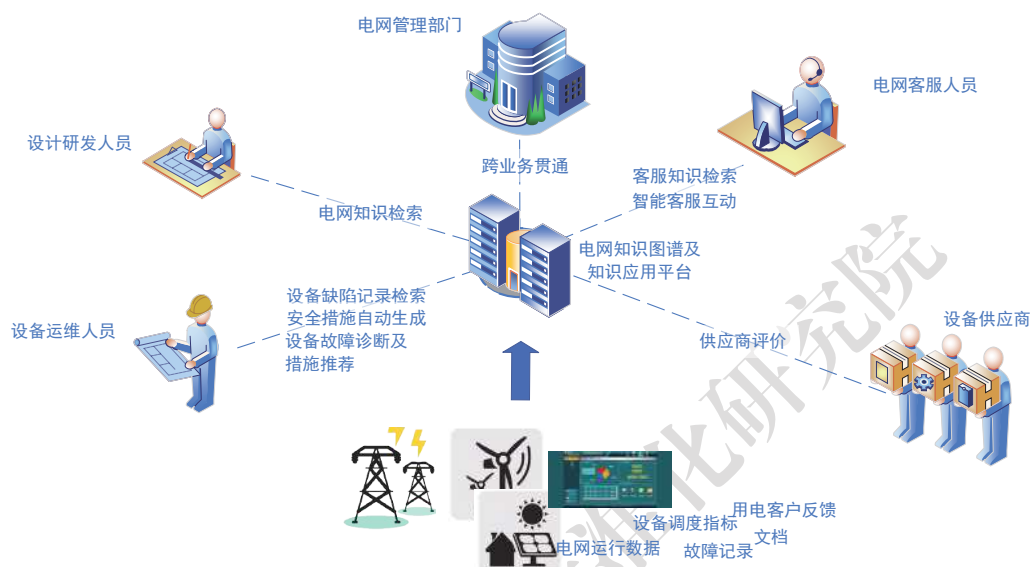 电网管理部门
电网客服人员
设计研发人员
跨业务贯通
客服知识检索
智能客服互动
电网知识检索
电网知识图谱及
知识应用平台
设备缺陷记录检索
安全措施自动生成
设备故障诊断及
措施推荐
设备运维人员
供应商评价
设备供应商
用电客户反馈
设备调度指标
文档
电网运行数据
故障记录
准化研究院